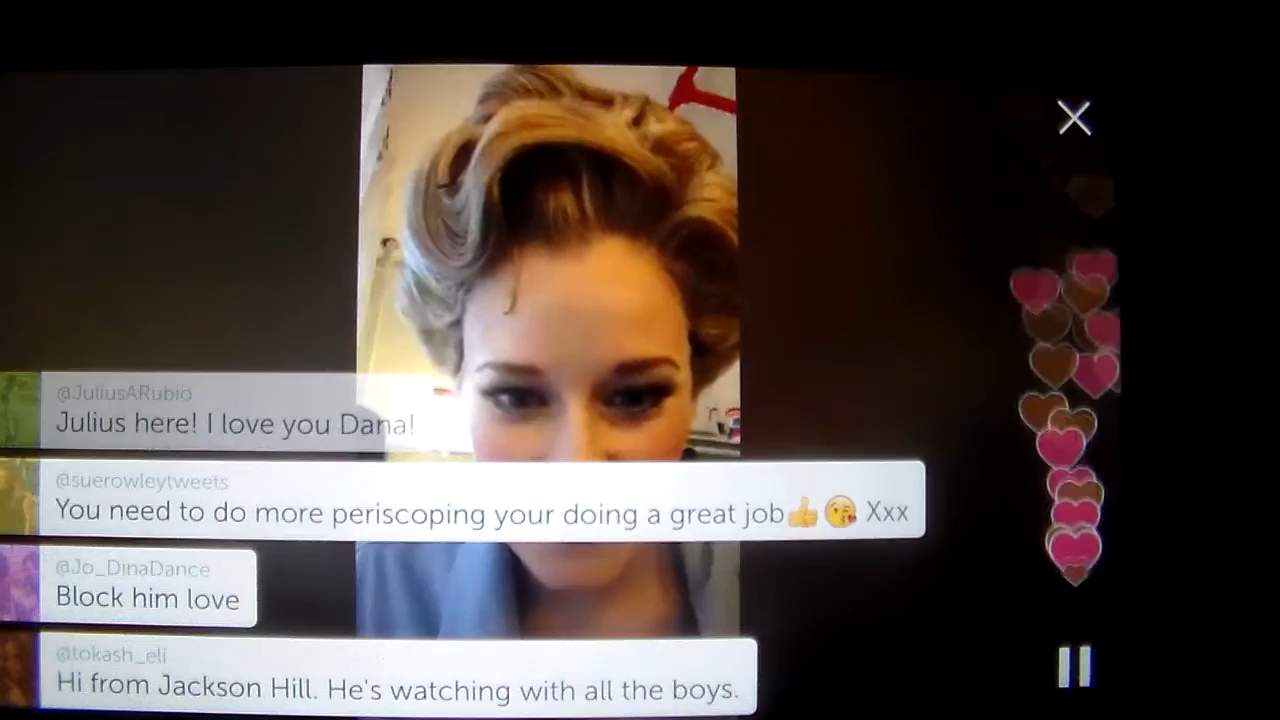 @JuliusARubio
Julius here! I love you Dana!
@suerowleytweets
You need to do more periscoping your doing a great job👍😘 Xxx
@Jo_DinaDance
Block him love
@tokash_eli
Hi from Jackson Hill. He's watching with all the boys.